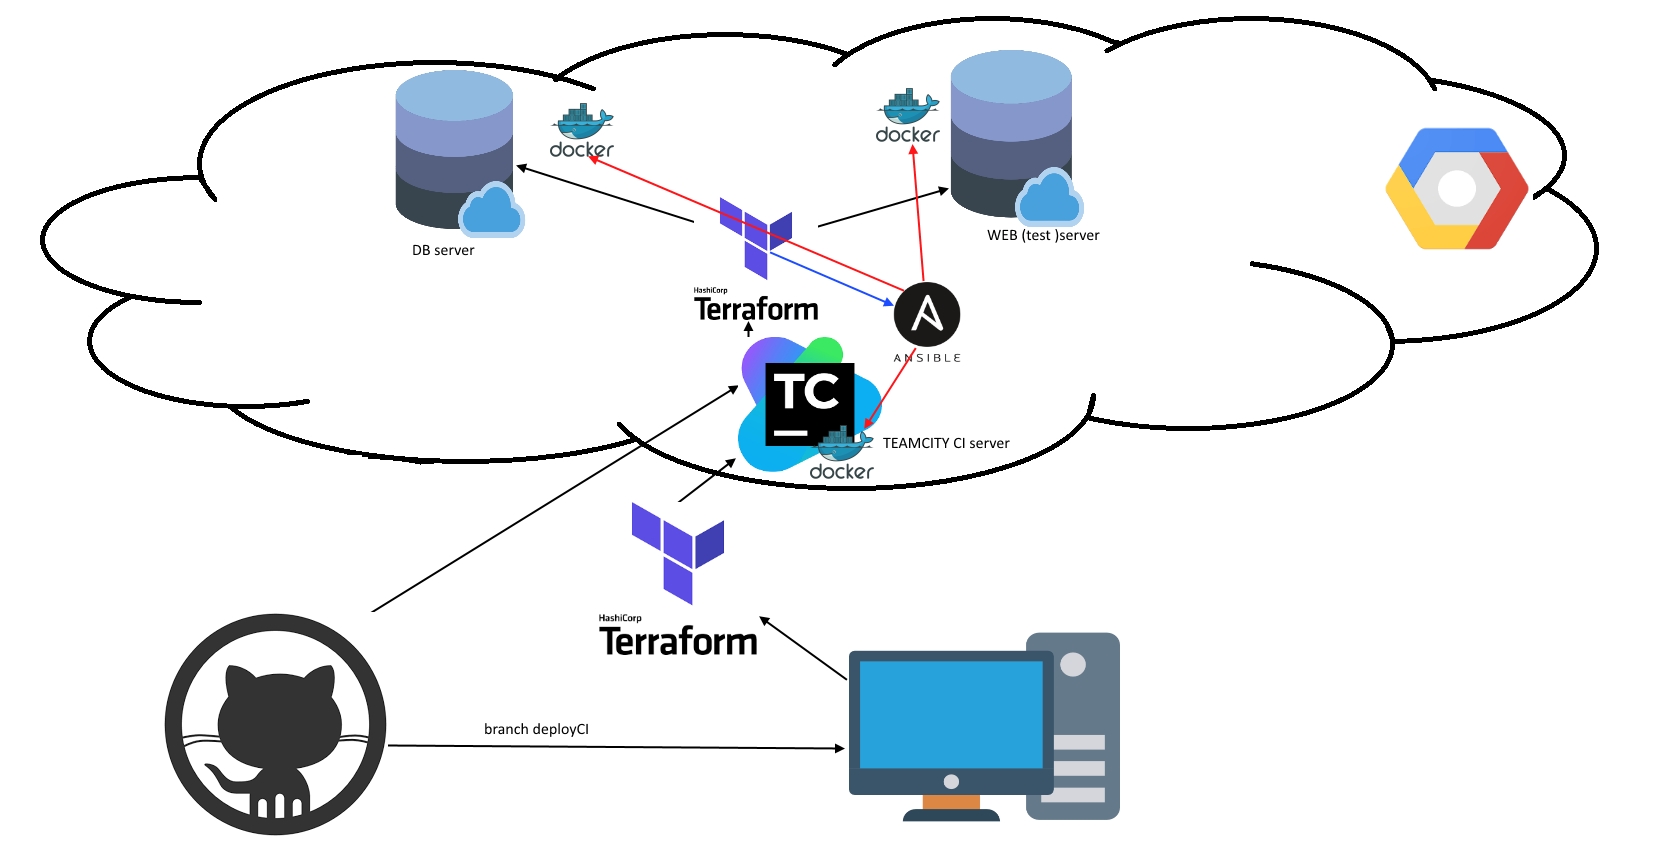 docker
docker
DB server
WEB (test )server
HashiCorp
Terraform
ANSIBLE
TC
TEAMCITY CI server
docker
HashiCorp
Terraform
branch deployCI